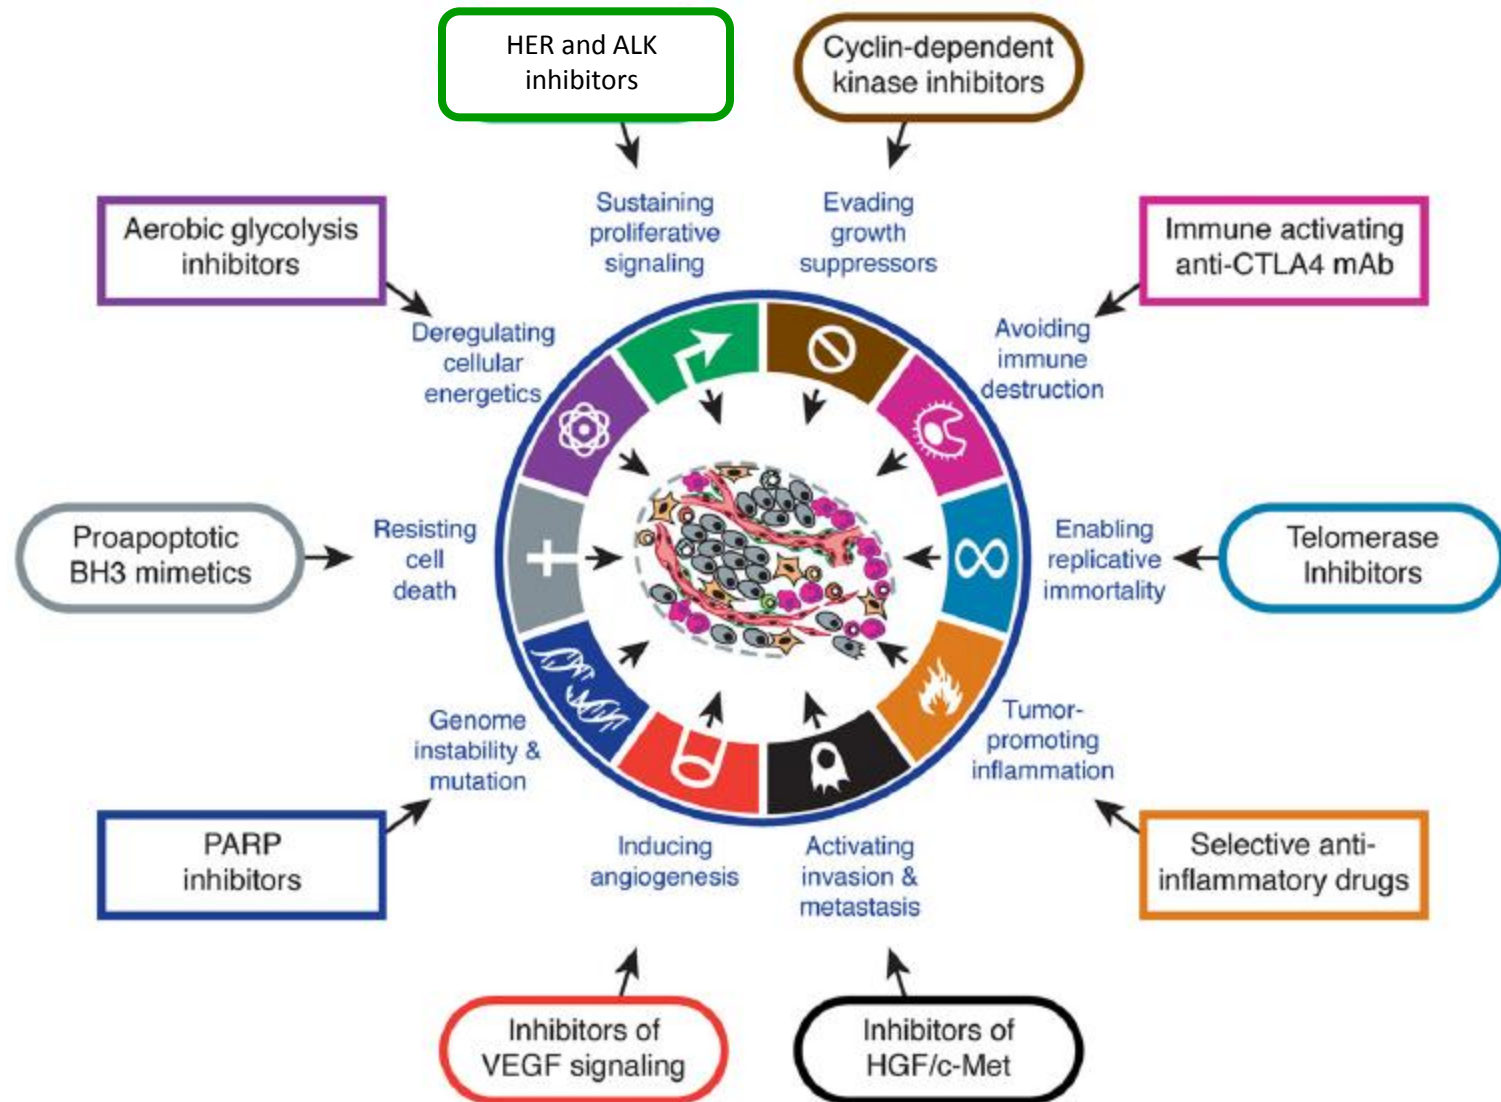 HER and ALK
inhibitors
Cyclin-dependent
kinase inhibitors
Aerobic glycolysis
inhibitors
Sustaining
proliferative
signaling
Evading
growth
suppressors
Immune activating
anti-CTLA4 mAb
Deregulating
cellular
energetics
Avoiding
immune
destruction
Proapoptotic
BH3 mimetics
Resisting
cell
death
Enabling
replicative
immortality
Telomerase
Inhibitors
Genome
instability &
mutation
Tumor-
promoting
inflammation
PARP
inhibitors
Inducing
angiogenesis
Activating
invasion &
metastasis
Selective anti-
inflammatory drugs
Inhibitors of
VEGF signaling
Inhibitors of
HGF/c-Met